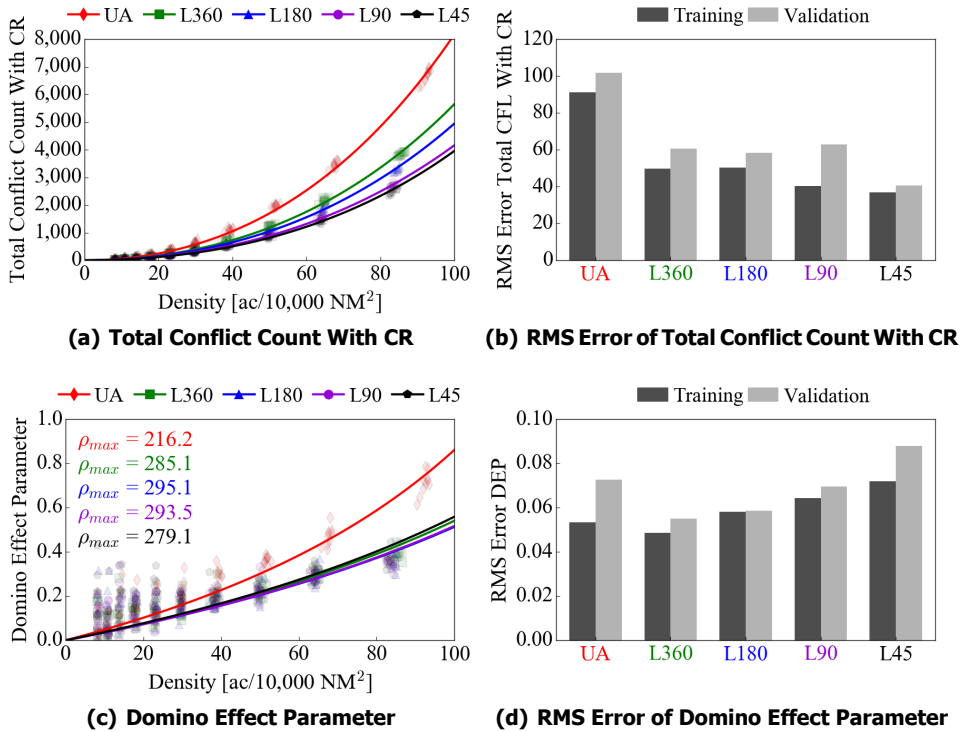 UA L360 L180 L90 L45
Total Conflict Count With CR
8,000
7,000
6,000
5,000
4,000
3,000
2,000
1,000
0
0 20 40 60 80 100
Density [ac/10,000 NM²]
(a) Total Conflict Count With CR
Training Validation
RMS Error Total CFL With CR
120
100
80
60
40
20
0
UA L360 L180 L90 L45
(b) RMS Error of Total Conflict Count With CR
UA L360 L180 L90 L45
Domino Effect Parameter
1.0
0.8
0.6
0.4
0.2
0.0
ρmax = 216.2
ρmax = 285.1
ρmax = 295.1
ρmax = 293.5
ρmax = 279.1
0 20 40 60 80 100
Density [ac/10,000 NM²]
(c) Domino Effect Parameter
Training Validation
RMS Error DEP
0.10
0.08
0.06
0.04
0.02
0.00
UA L360 L180 L90 L45
(d) RMS Error of Domino Effect Parameter